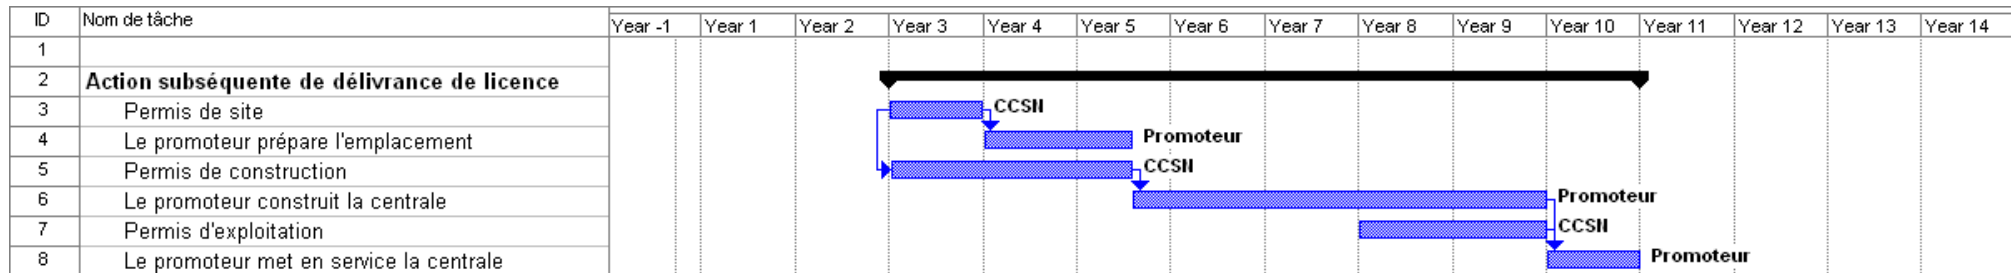 ID Nom de tâche Year -1 Year 1 Year 2 Year 3 Year 4 Year 5 Year 6 Year 7 Year 8 Year 9 Year 10 Year 11 Year 12 Year 13 Year 14
1
2 Action subséquente de délivrance de licence
3 Permis de site CCSN
4 Le promoteur prépare l'emplacement Promoteur
5 Permis de construction CCSN
6 Le promoteur construit la centrale Promoteur
7 Permis d'exploitation CCSN
8 Le promoteur met en service la centrale Promoteur